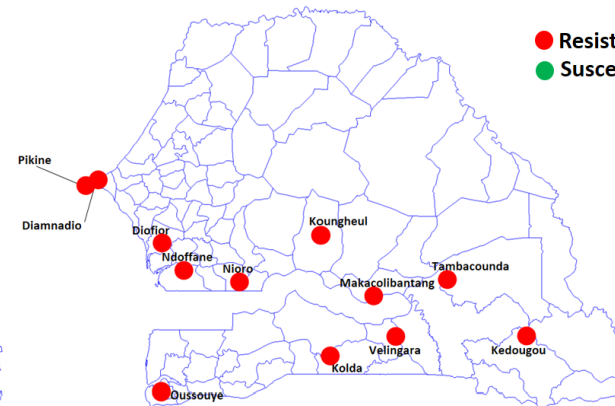 Resist
Susce
Pikine
Diamnadio
Diofior
Koungheul
Ndoffane
Nioro
Tambacounda
Makacolibantang
Velingara
Kedougou
Kolda
Oussouye